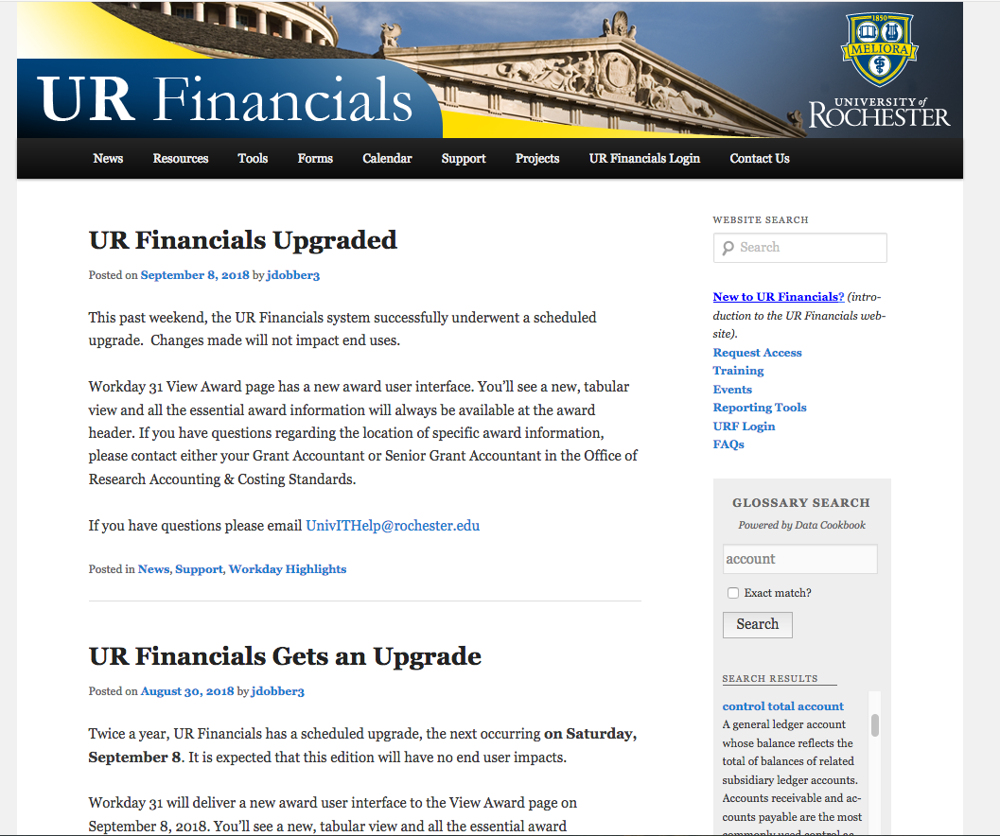 UR Financials
1850
MELIORA
UNIVERSITY of
ROCHESTER
News Resources Tools Forms Calendar Support Projects UR Financials Login Contact Us
UR Financials Upgraded
Posted on September 8, 2018 by jdobber3
This past weekend, the UR Financials system successfully underwent a scheduled
upgrade.  Changes made will not impact end uses.
Workday 31 View Award page has a new award user interface. You’ll see a new, tabular
view and all the essential award information will always be available at the award
header. If you have questions regarding the location of specific award information,
please contact either your Grant Accountant or Senior Grant Accountant in the Office of
Research Accounting & Costing Standards.
If you have questions please email UnivITHelp@rochester.edu
Posted in News, Support, Workday Highlights
UR Financials Gets an Upgrade
Posted on August 30, 2018 by jdobber3
Twice a year, UR Financials has a scheduled upgrade, the next occurring on Saturday,
September 8. It is expected that this edition will have no end user impacts.
Workday 31 will deliver a new award user interface to the View Award page on
September 8, 2018. You’ll see a new, tabular view and all the essential award
WEBSITE SEARCH
Search
New to UR Financials? (intro-
duction to the UR Financials web-
site).
Request Access
Training
Events
Reporting Tools
URF Login
FAQs
GLOSSARY SEARCH
Powered by Data Cookbook
account
Exact match?
Search
SEARCH RESULTS
control total account
A general ledger account
whose balance reflects the
total of balances of related
subsidiary ledger accounts.
Accounts receivable and ac-
counts payable are the most
commonly used control ac-